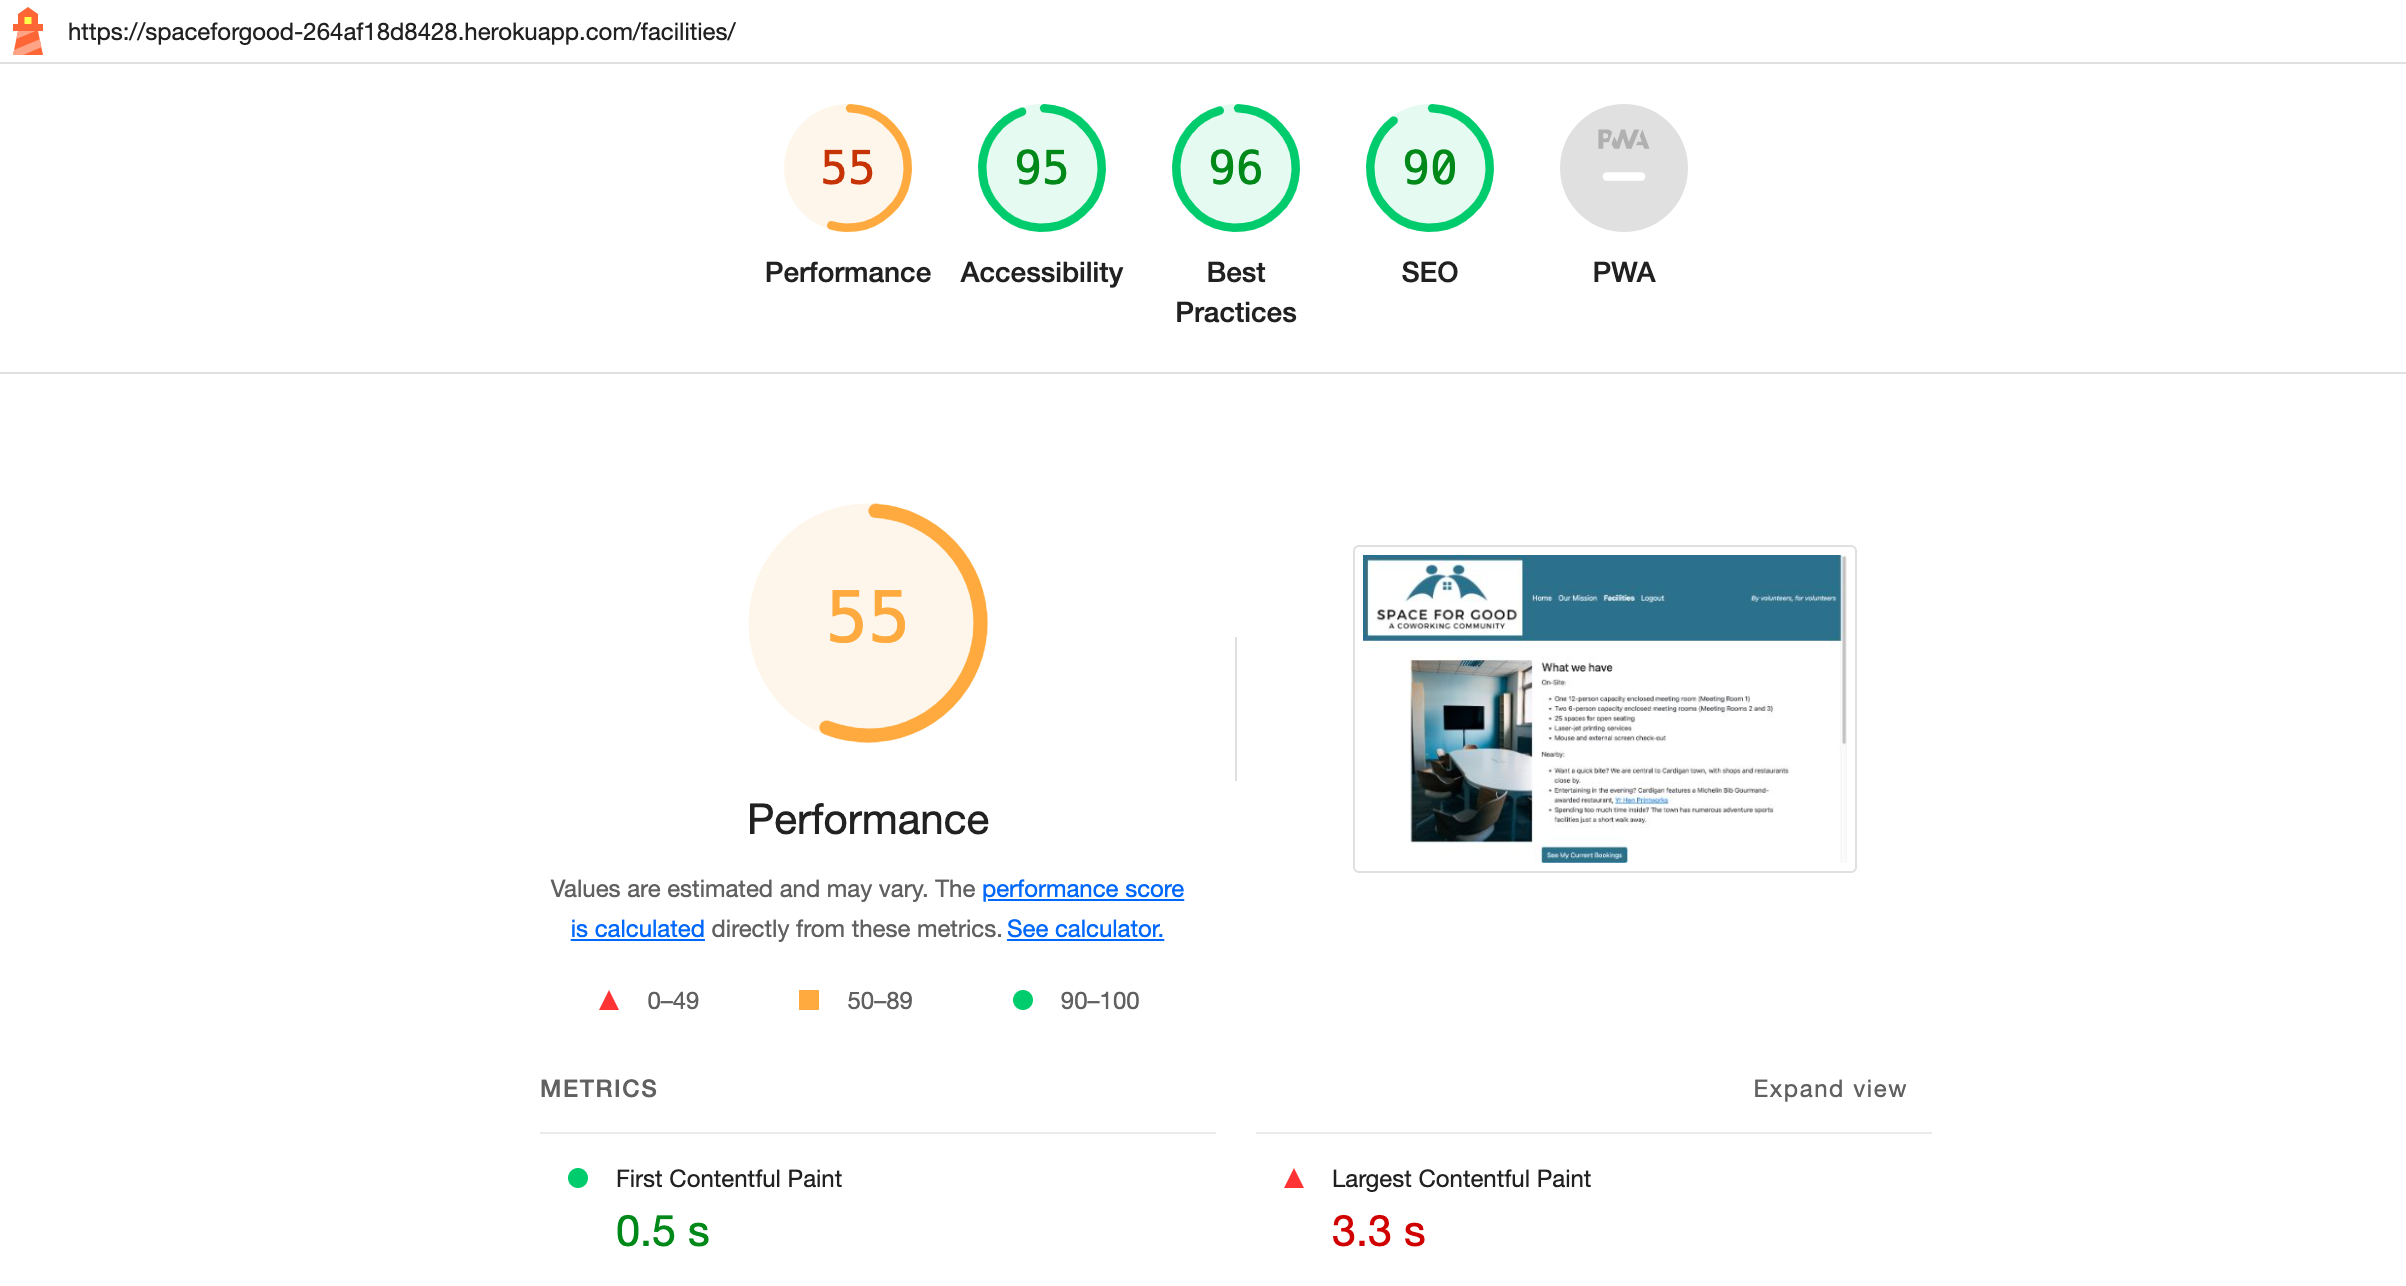 https://spaceforgood-264af18d8428.herokuapp.com/facilities/
55
95
96
90
PWA
Performance
Accessibility
Best
Practices
SEO
PWA
55
Performance
Values are estimated and may vary. The performance score
is calculated directly from these metrics. See calculator.
0–49
50–89
90–100
SPACE FOR GOOD
A COWORKING COMMUNITY
Home Our Mission Facilities Logout
By volunteers, for volunteers
What we have
On-Site:
One 12-person capacity enclosed meeting room (Meeting Room 1)
Two 6-person capacity enclosed meeting rooms (Meeting Rooms 2 and 3)
25 spaces for open seating
Laser-jet printing services
Mouse and external screen check-out
Nearby:
Want a quick bite? We are central to Cardigan town, with shops and restaurants
close by.
Entertaining in the evening? Cardigan features a Michelin Bib Gourmand-
awarded restaurant, Yr Hen Printworks
Spending too much time inside? The town has numerous adventure sports
facilities just a short walk away.
See My Current Bookings
METRICS
Expand view
First Contentful Paint
0.5 s
Largest Contentful Paint
3.3 s